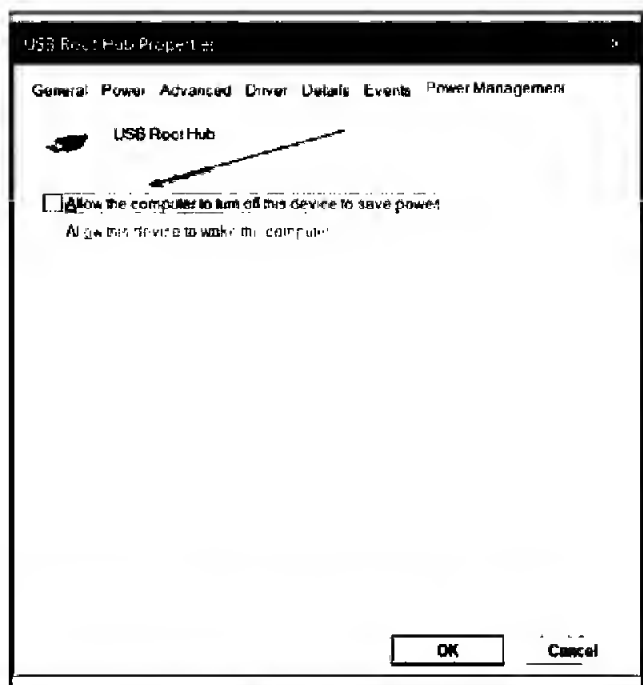 USB Root Hub Properties
General Power Advanced Driver Details Events Power Management
USB Root Hub
Allow the computer to turn off this device to save power
Allow this device to wake the computer
OK Cancel